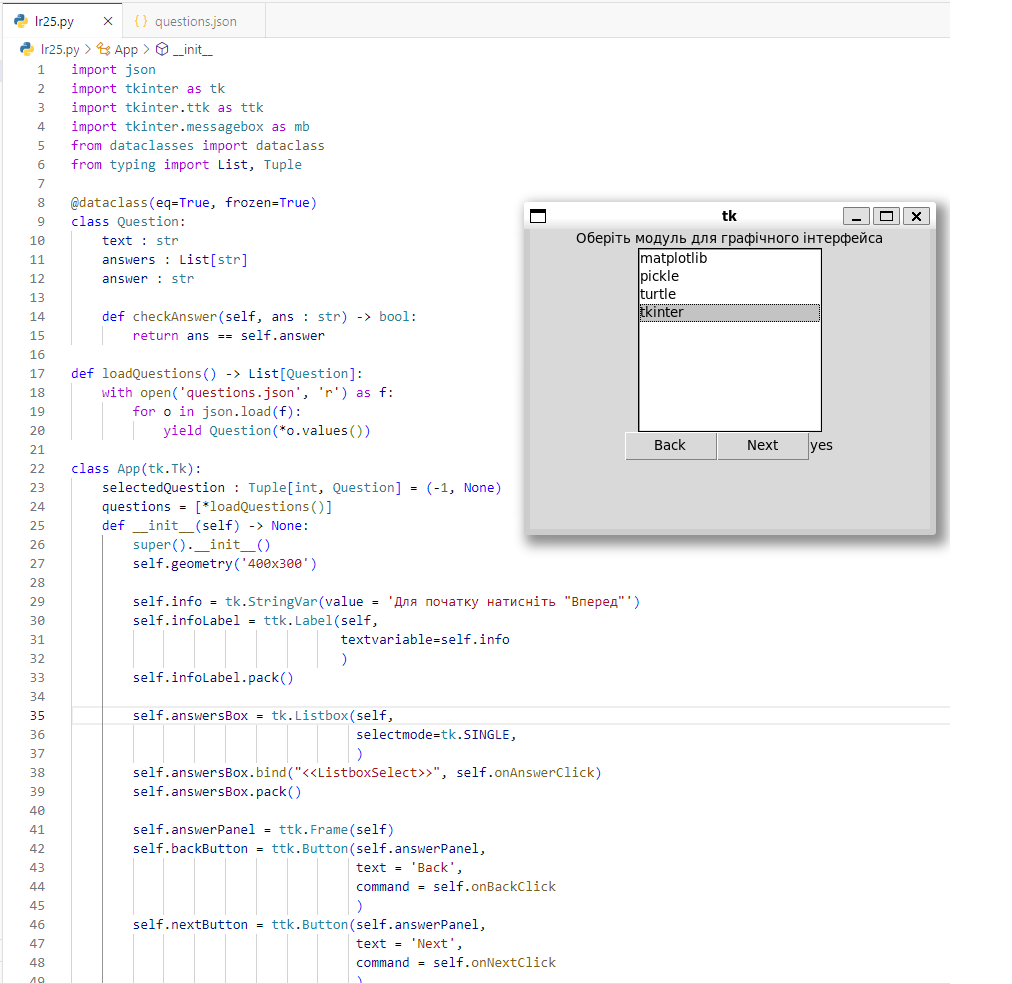 lr25.py
{} questions.json
lr25.py > App > __init__
1 import json
2 import tkinter as tk
3 import tkinter.ttk as ttk
4 import tkinter.messagebox as mb
5 from dataclasses import dataclass
6 from typing import List, Tuple
7
8 @dataclass(eq=True, frozen=True)
9 class Question:
10 text : str
11 answers : List[str]
12 answer : str
13
14 def checkAnswer(self, ans : str) -> bool:
15 return ans == self.answer
16
17 def loadQuestions() -> List[Question]:
18 with open('questions.json', 'r') as f:
19 for o in json.load(f):
20 yield Question(*o.values())
21
22 class App(tk.Tk):
23 selectedQuestion : Tuple[int, Question] = (-1, None)
24 questions = [*loadQuestions()]
25 def __init__(self) -> None:
26 super().__init__()
27 self.geometry('400x300')
28
29 self.info = tk.StringVar(value = 'Для початку натисніть "Вперед"')
30 self.infoLabel = ttk.Label(self,
31 textvariable=self.info
32 )
33 self.infoLabel.pack()
34
35 self.answersBox = tk.Listbox(self,
36 selectmode=tk.SINGLE,
37 )
38 self.answersBox.bind("<<ListboxSelect>>", self.onAnswerClick)
39 self.answersBox.pack()
40
41 self.answerPanel = ttk.Frame(self)
42 self.backButton = ttk.Button(self.answerPanel,
43 text = 'Back',
44 command = self.onBackClick
45 )
46 self.nextButton = ttk.Button(self.answerPanel,
47 text = 'Next',
48 command = self.onNextClick
49 )
tk
Оберіть модуль для графічного інтерфейса
matplotlib
pickle
turtle
tkinter
Back Next yes